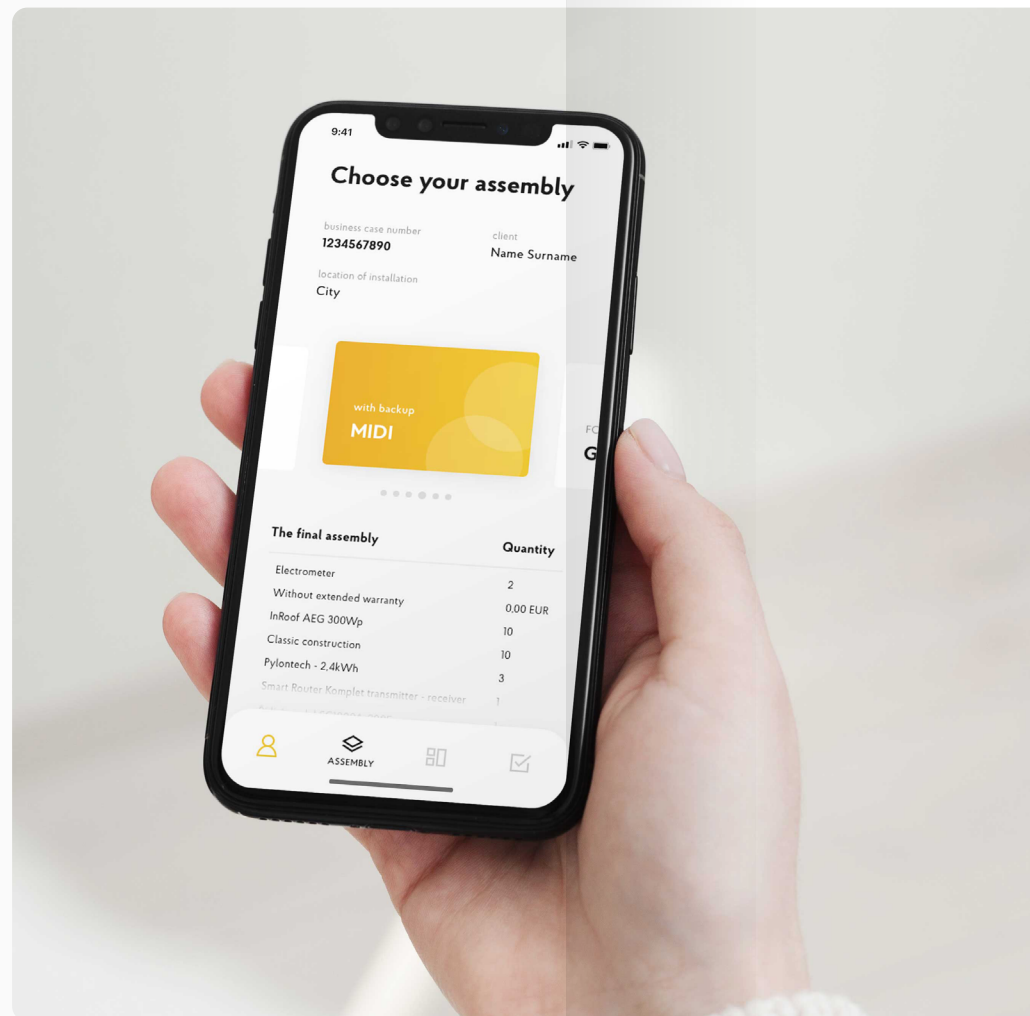 9:41
Choose your assembly
business case number
1234567890
client
Name Surname
location of installation
City
with backup
MIDI
The final assembly
Quantity
Electrometer
2
Without extended warranty
0,00 EUR
InRoof AEG 300Wp
10
Classic construction
10
Pylontech - 2,4kWh
3
Smart Router Komplet transmitter - receiver
1
ASSEMBLY